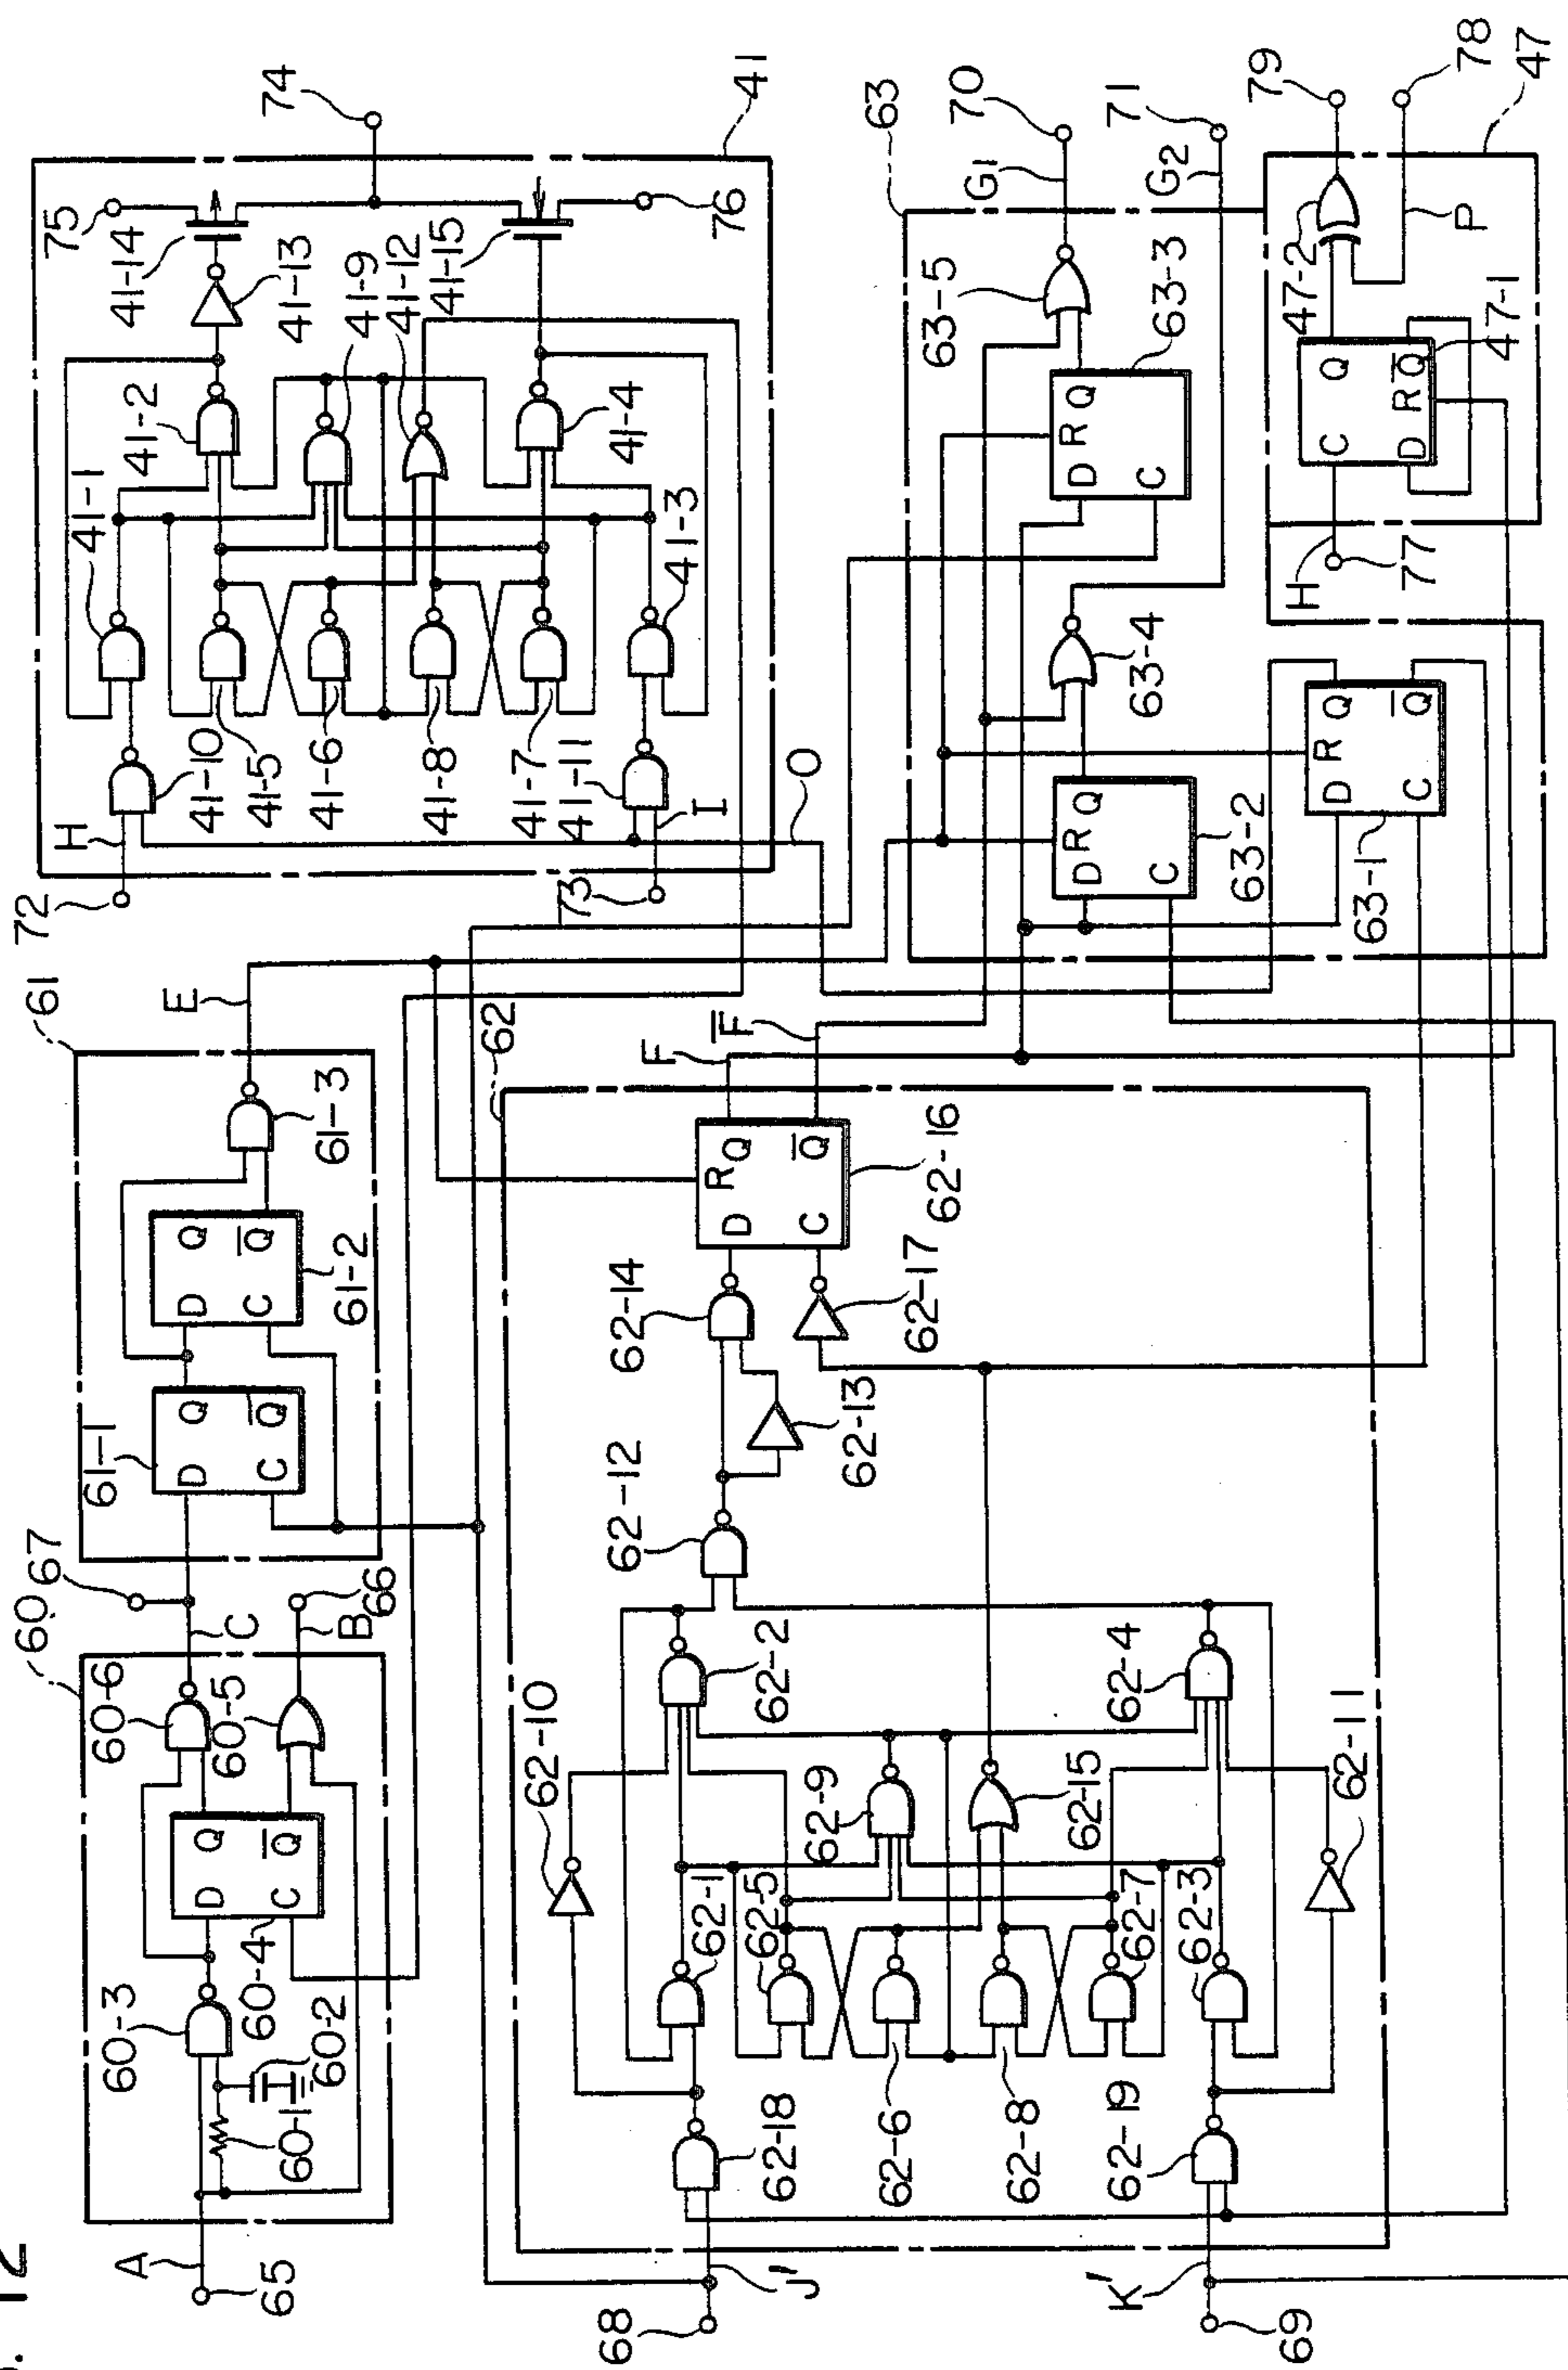 12
60
61
A
65
60-3
60-4
60-2
60-1
60-6
60-5
C
B
66
67
61-1
D
Q
C
Q̅
D
Q
C
Q̅
61-2
61-3
E
D
Q
C
Q̅
72
H
41-10
41-5
41-6
41-8
41-7
41-11
I
73
O
41-1
41-3
41-2
41-9
41-12
41-4
41-15
41-13
41-14
75
76
74
41
62
68
J'
69
K'
62-18
62-6
62-8
62-19
62-10
62-1
62-5
62-7
62-3
62-9
62-15
62-11
62-2
62-4
62-12
62-13
62-14
62-17
R
D
Q
C
Q̅
62-16
F
F̅
63
D
R
Q
C
63-2
63-4
D
R
Q
C
63-3
63-5
G1
70
G2
71
D
R
Q
C
Q̅
63-1
H
77
C
Q
D
R
Q̅
47-1
47-2
P
79
78
47